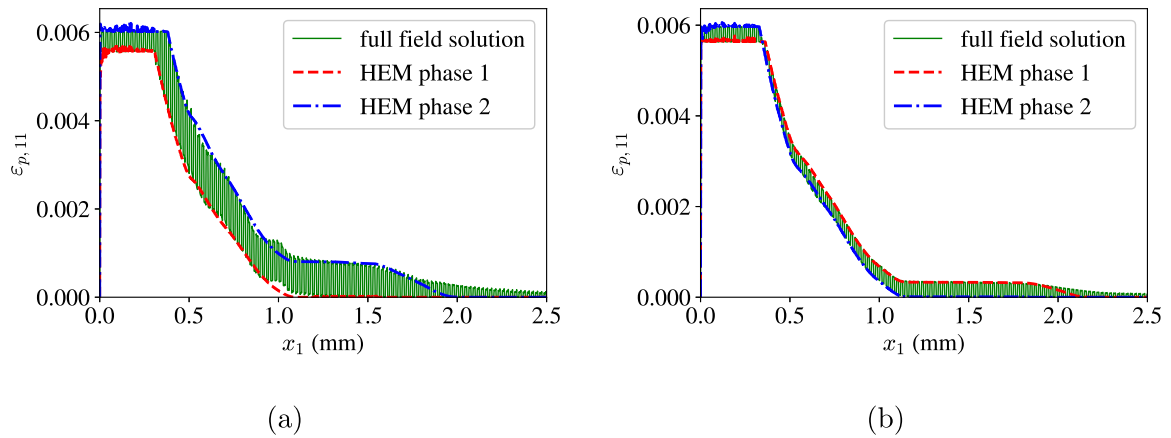 0.006
0.004
0.002
0.000
ε_{p, 11}
0.0 0.5 1.0 1.5 2.0 2.5
x_1 (mm)
full field solution
HEM phase 1
HEM phase 2
(a)
0.006
0.004
0.002
0.000
ε_{p, 11}
0.0 0.5 1.0 1.5 2.0 2.5
x_1 (mm)
full field solution
HEM phase 1
HEM phase 2
(b)